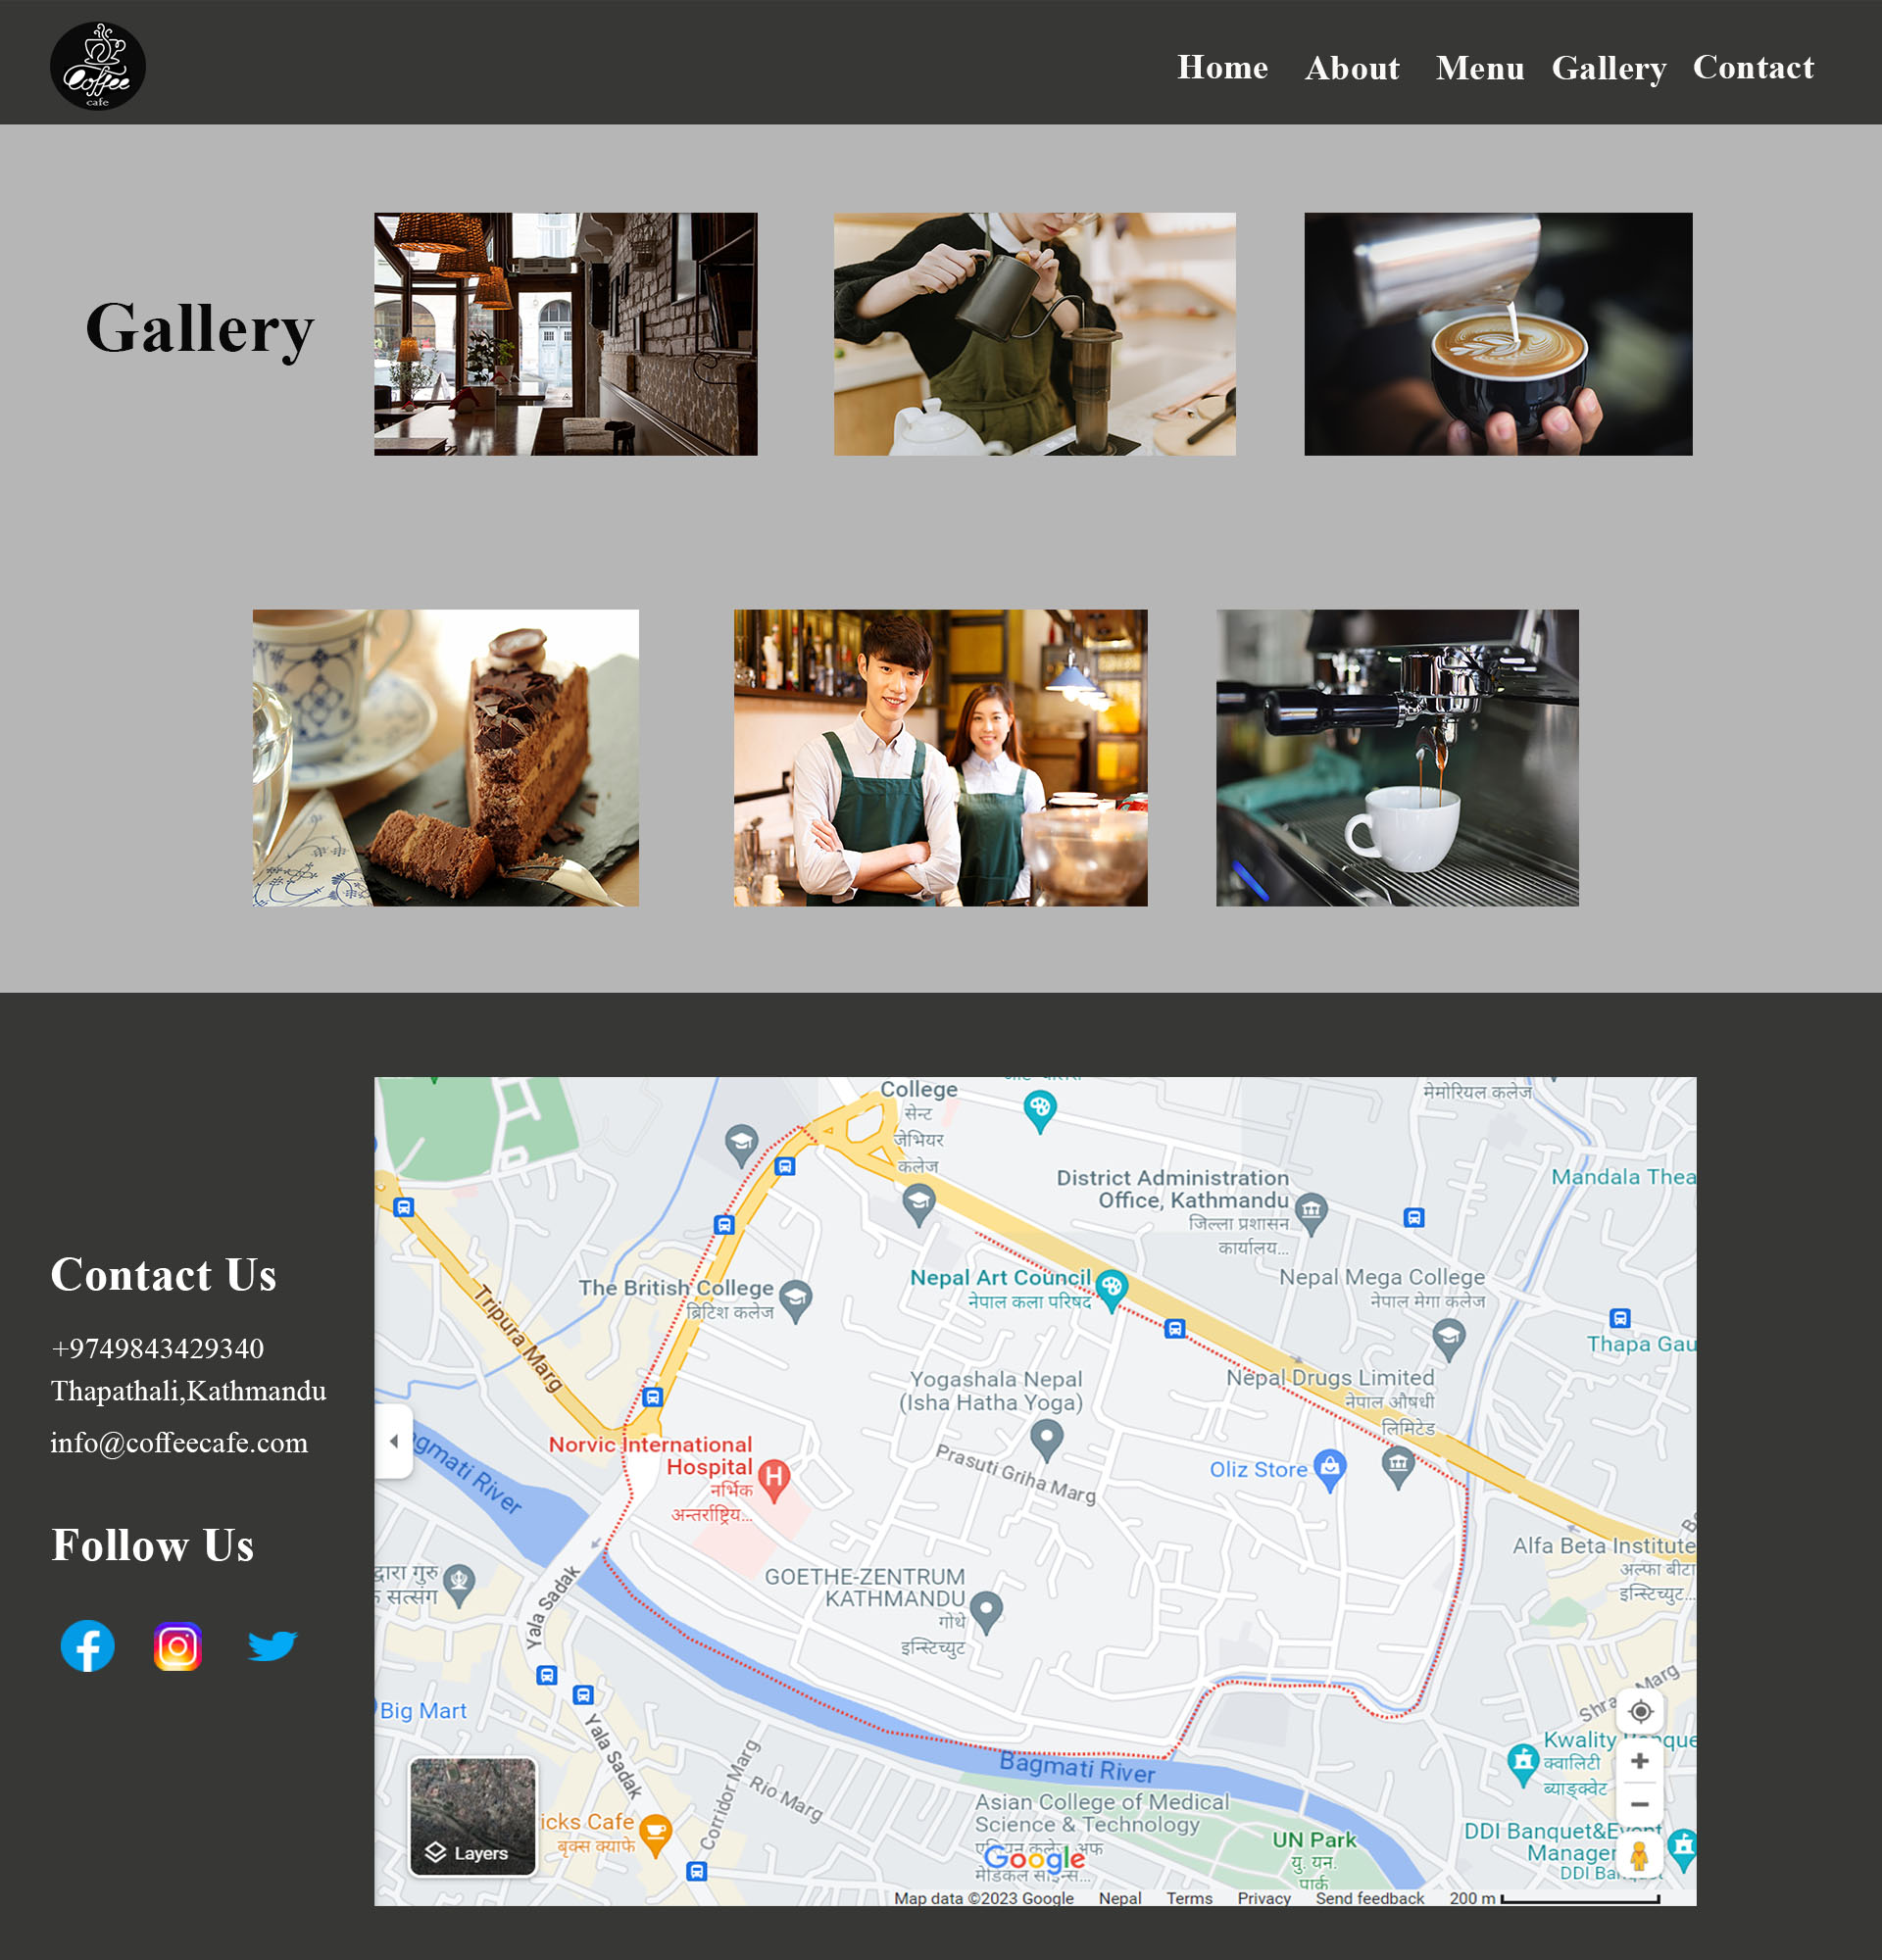 Coffee
cafe
Home About Menu Gallery Contact
Gallery
Contact Us
+9749843429340
Thapathali,Kathmandu
info@coffeecafe.com
Follow Us
College
सेन्ट
जेभियर
कलेज
मेमोरियल कलेज
District Administration
Office, Kathmandu
जिल्ला प्रशासन
कार्यालय...
Mandala Thea
The British College
ब्रिटिश कलेज
Nepal Art Council
नेपाल कला परिषद
Nepal Mega College
नेपाल मेगा कलेज
Tripura Marg
Thapa Gau
Yogashala Nepal
(Isha Hatha Yoga)
Nepal Drugs Limited
नेपाल औषधी
लिमिटेड
Norvic International
Hospital
नर्भिक
अन्तर्राष्ट्रिय...
Prasuti Griha Marg
Oliz Store
gmati River
Alfa Beta Institute
अल्फा बीटा
इन्स्टिच्युट...
द्वारा गुरु
सत्संग
Yala Sadak
GOETHE-ZENTRUM
KATHMANDU
गोथे
इन्स्टिच्युट
Big Mart
Yala Sadak
Corridor Marg
Rio Marg
Bagmati River
Marg
Kwality
क्वालिटी
ब्याङ्क्वेट
Layers
icks Cafe
बृक्स क्याफे
Asian College of Medical
Science & Technology
Google
UN Park
यु. यन.
पार्क
DDI Banquet&Event
Manager
DDI
Map data ©2023 Google Nepal Terms Privacy Send feedback 200 m